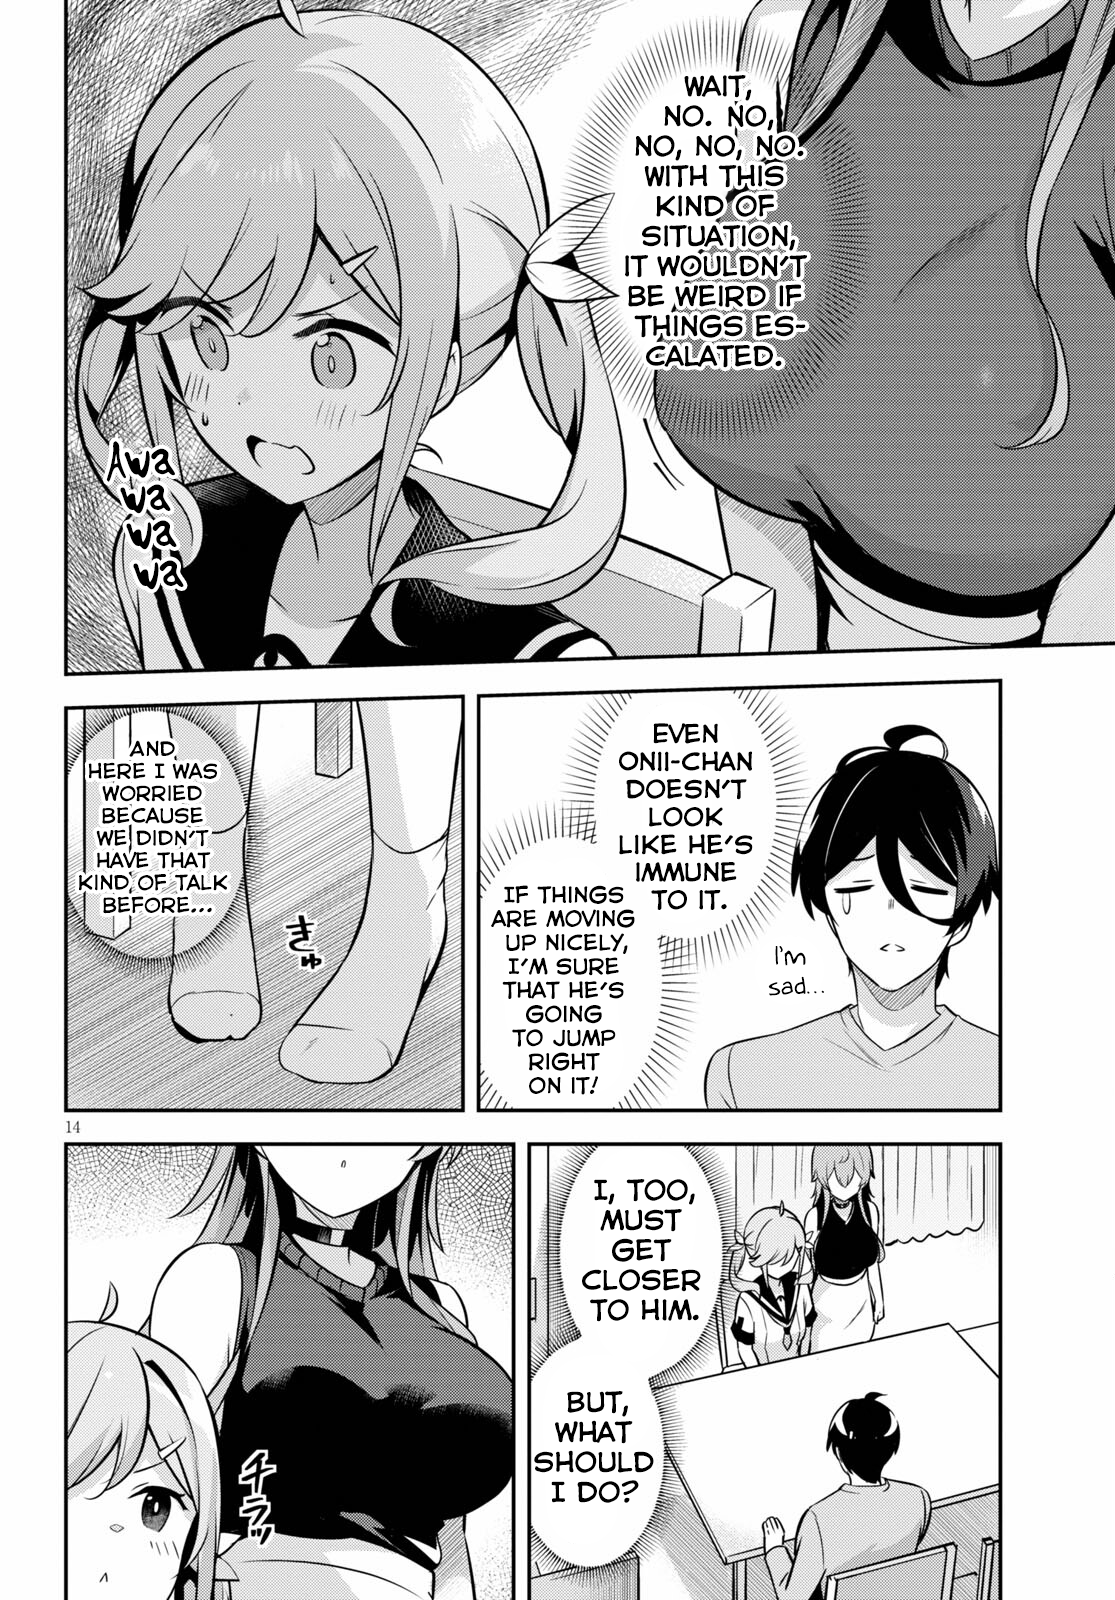 WAIT,
NO. NO,
NO, NO, NO.
WITH THIS
KIND OF
SITUATION,
IT WOULDN'T
BE WEIRD IF
THINGS ES-
CALATED.
AWA
WA
WA
WA
EVEN
ONII-CHAN
DOESN'T
LOOK
LIKE HE'S
IMMUNE
TO IT.
IF THINGS
ARE MOVING
UP NICELY,
I'M SURE
THAT HE'S
GOING
TO JUMP
RIGHT
ON IT!
I'm
sad...
AND
HERE I WAS
WORRIED
BECAUSE
WE DIDN'T
HAVE THAT
KIND OF TALK
BEFORE...
きゅ
14
I, TOO,
MUST
GET
CLOSER
TO HIM.
BUT,
WHAT
SHOULD
I DO?
チラッ